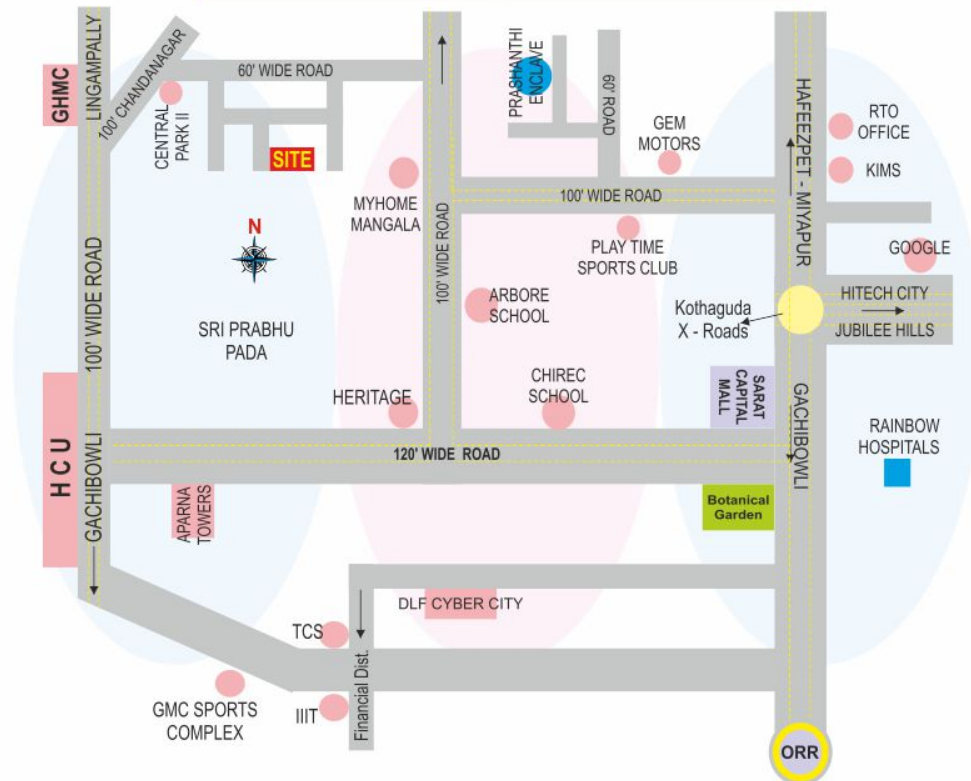 GHMC
LINGAMPALLY
100' CHANDANAGAR
60' WIDE ROAD
CENTRAL
PARK II
SITE
PRASHANTHI
ENCLAVE
60' ROAD
GEM
MOTORS
HAFEEZPET - MIYAPUR
RTO
OFFICE
KIMS
MYHOME
MANGALA
100' WIDE ROAD
100' WIDE ROAD
PLAY TIME
SPORTS CLUB
GOOGLE
N
100' WIDE ROAD
SRI PRABHU
PADA
ARBORE
SCHOOL
Kothaguda
X - Roads
HITECH CITY
JUBILEE HILLS
HERITAGE
CHIREC
SCHOOL
SARAT
CAPITAL
MALL
GACHIBOWLI
RAINBOW
HOSPITALS
HCU
GACHIBOWLI
120' WIDE ROAD
APARNA
TOWERS
Botanical
Garden
DLF CYBER CITY
TCS
Financial Dist.
GMC SPORTS
COMPLEX
IIIT
ORR